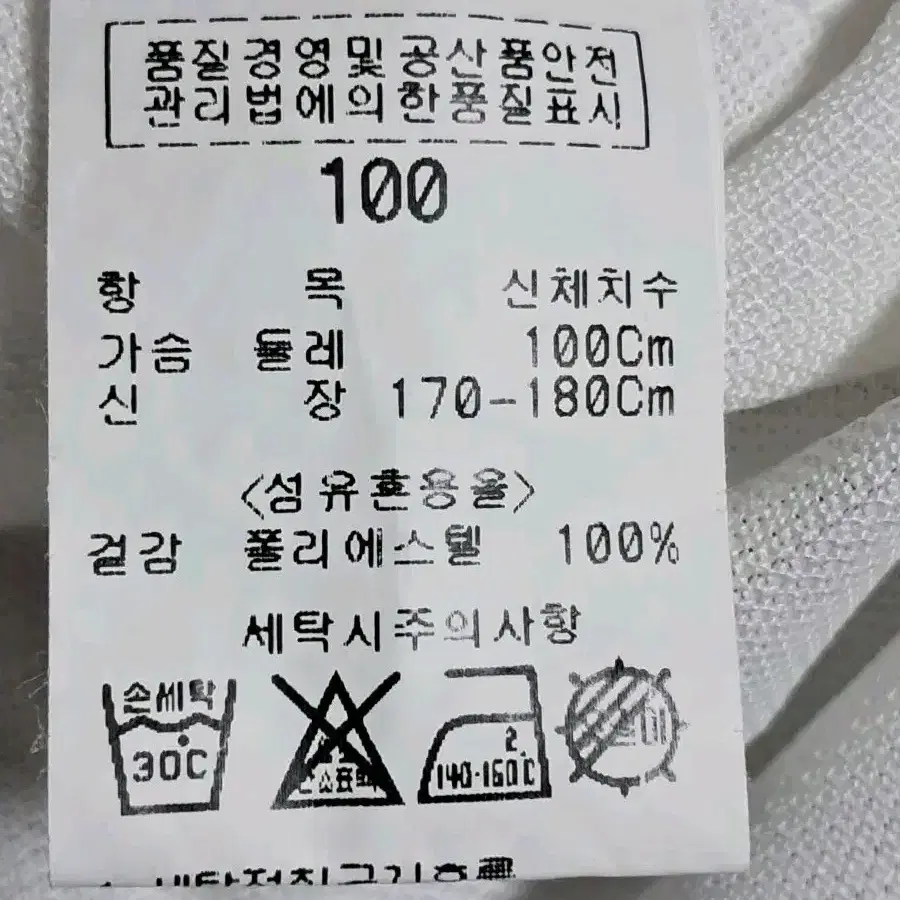 품질경영및공산품안전
관리법에의한품질표시
100
항 목 신체치수
가슴 둘레 100Cm
신 장 170-180Cm
<섬유혼용율>
겉감 폴리에스텔 100%
세탁시주의사항
손세탁
30°C
2.
140·160°C